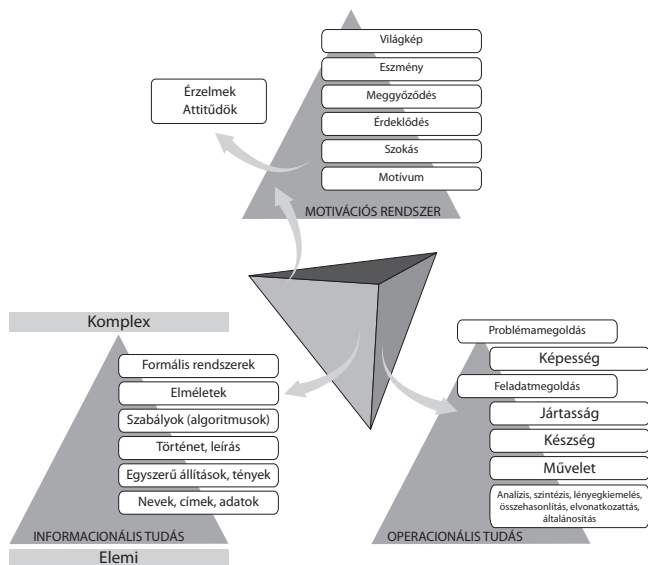 Világkép
Eszmény
Meggyőződés
Érdeklődés
Szokás
Motívum
MOTIVÁCIÓS RENDSZER
Érzelmek
Attitűdök
Komplex
Formális rendszerek
Elméletek
Szabályok (algoritmusok)
Történet, leírás
Egyszerű állítások, tények
Nevek, címek, adatok
INFORMACIONÁLIS TUDÁS
Elemi
Problémamegoldás
Képesség
Feladatmegoldás
Jártasság
Készség
Művelet
Analízis, szintézis, lényegkiemelés,
összehasonlítás, elvonatkozattás,
általánosítás
OPERACIONÁLIS TUDÁS